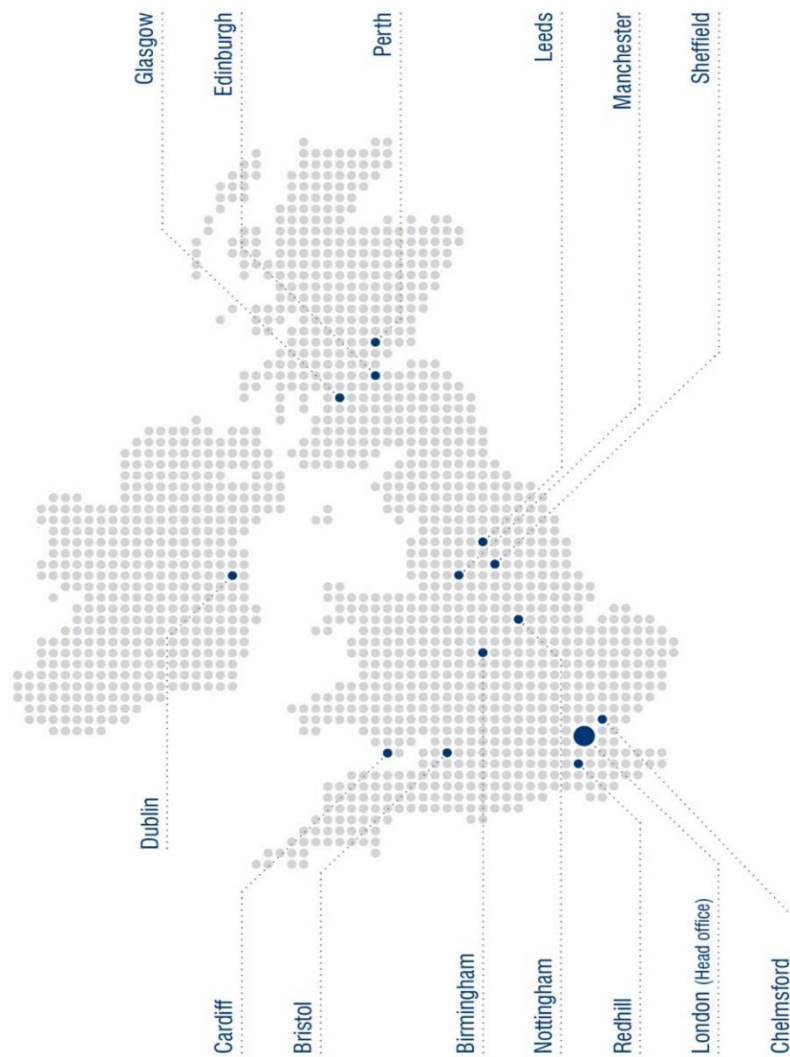 Glasgow
Edinburgh
Perth
Leeds
Manchester
Sheffield
Dublin
Cardiff
Bristol
Birmingham
Nottingham
Redhill
London (Head office)
Chelmsford